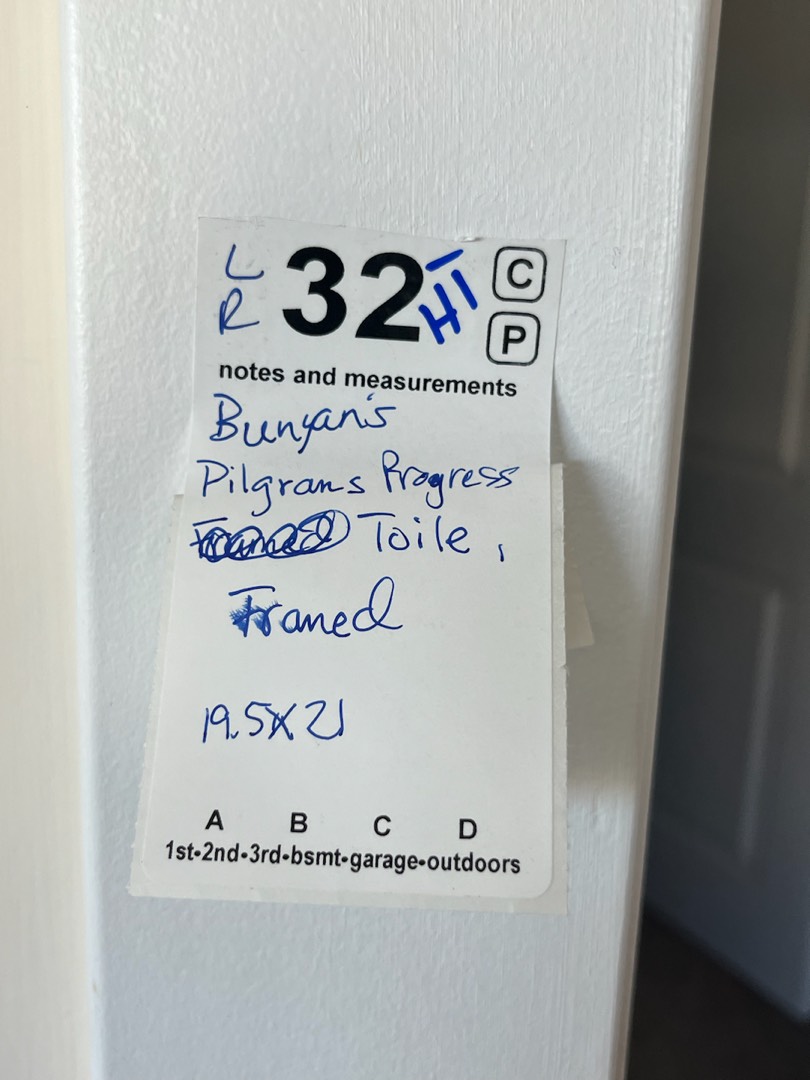 L 32 HI C
R P
notes and measurements
Bunyan's
Pilgrams Progress
Toile,
Framed
19.5X21
A B C D
1st•2nd•3rd•bsmt•garage•outdoors